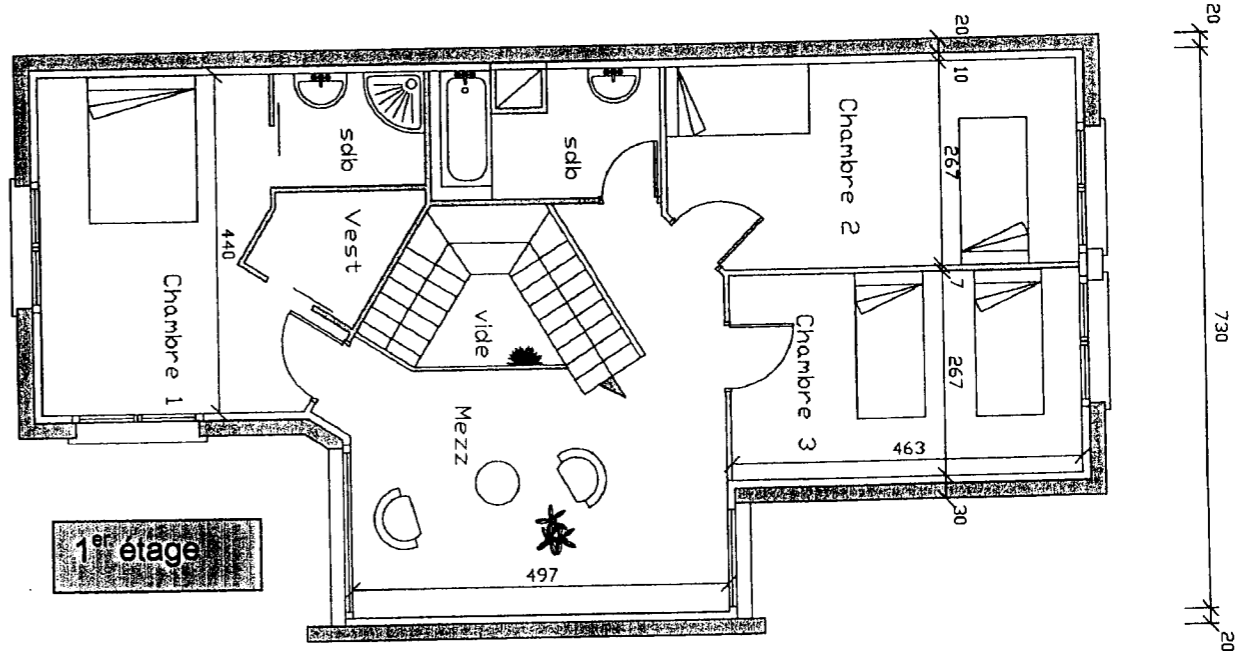 20
20
10
sdb
sdb
Chambre 2
267
Vest
440
Chambre 1
vide
7
Chambre 3
267
730
Mezz
463
30
1er étage
497
20